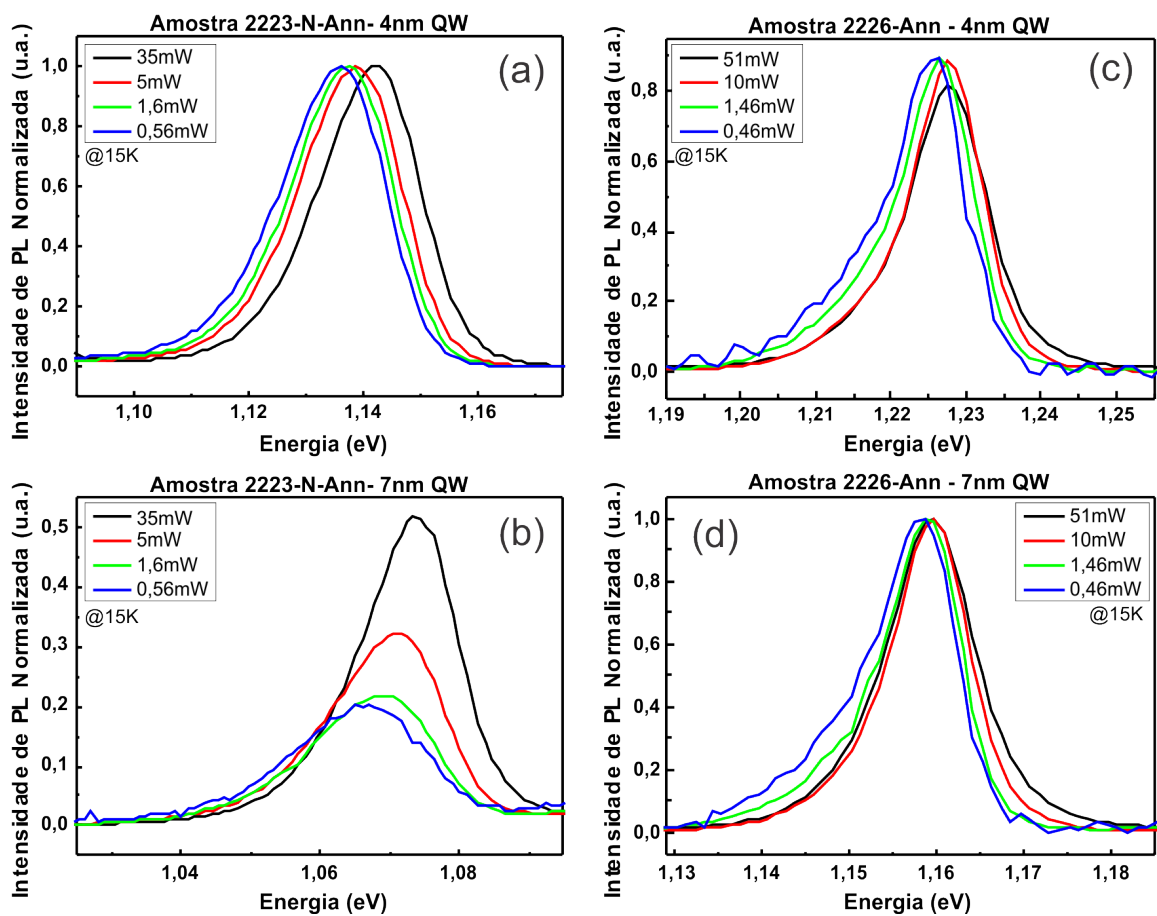 Amostra 2223-N-Ann- 4nm QW
Intensidade de PL Normalizada (u.a.)
35mW
5mW
1,6mW
0,56mW
@15K
(a)
1,0
0,8
0,6
0,4
0,2
0,0
1,10 1,12 1,14 1,16
Energia (eV)
Amostra 2226-Ann - 4nm QW
Intensidade de PL Normalizada (u.a.)
51mW
10mW
1,46mW
0,46mW
@15K
(c)
0,8
0,6
0,4
0,2
0,0
1,19 1,20 1,21 1,22 1,23 1,24 1,25
Energia (eV)
Amostra 2223-N-Ann- 7nm QW
Intensidade de PL Normalizada (u.a.)
35mW
5mW
1,6mW
0,56mW
@15K
(b)
0,5
0,4
0,3
0,2
0,1
0,0
1,04 1,06 1,08
Energia (eV)
Amostra 2226-Ann - 7nm QW
Intensidade de PL Normalizada (u.a.)
(d)
51mW
10mW
1,46mW
0,46mW
@15K
1,0
0,8
0,6
0,4
0,2
0,0
1,13 1,14 1,15 1,16 1,17 1,18
Energia (eV)